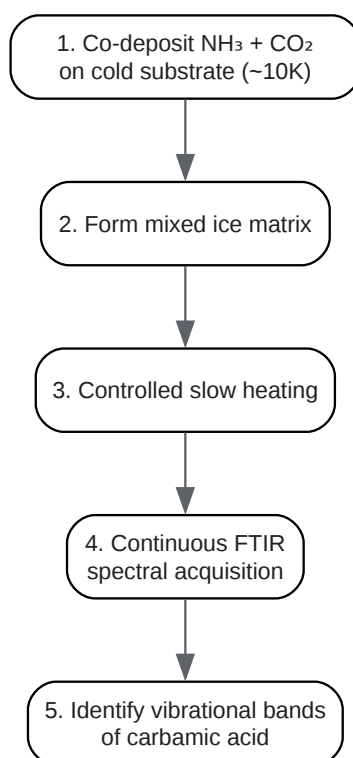 1. Co-deposit NH₃ + CO₂
on cold substrate (~10K)
2. Form mixed ice matrix
3. Controlled slow heating
4. Continuous FTIR
spectral acquisition
5. Identify vibrational bands
of carbamic acid